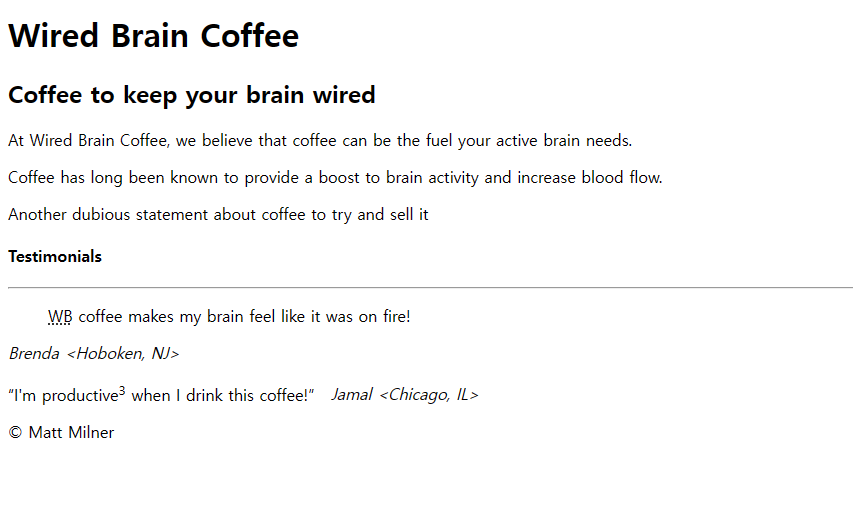 Wired Brain Coffee
Coffee to keep your brain wired
At Wired Brain Coffee, we believe that coffee can be the fuel your active brain needs.
Coffee has long been known to provide a boost to brain activity and increase blood flow.
Another dubious statement about coffee to try and sell it
Testimonials
WB coffee makes my brain feel like it was on fire!
Brenda <Hoboken, NJ>
“I'm productive³ when I drink this coffee!” Jamal <Chicago, IL>
© Matt Milner